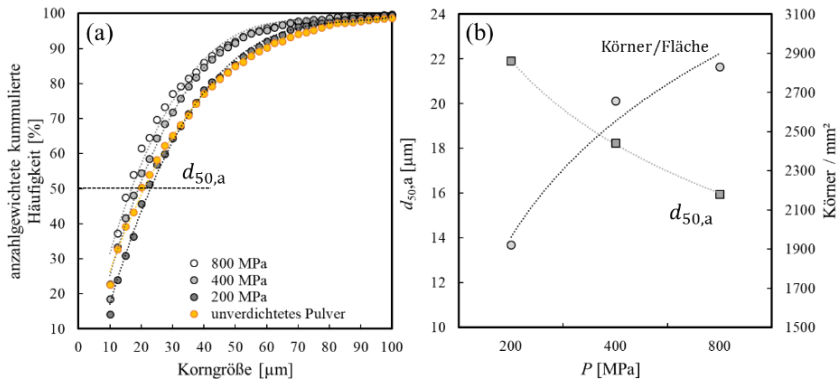 (a)
anzahlgewichtete kummulierte
Häufigkeit [%]
100
90
80
70
60
50
40
30
20
10
d50,a
800 MPa
400 MPa
200 MPa
unverdichtetes Pulver
0 10 20 30 40 50 60 70 80 90 100
Korngröße [µm]
(b)
d50,a [µm]
24
22
20
18
16
14
12
10
Körner/Fläche
d50,a
200 400 800
P [MPa]
3100
2900
2700
2500
2300
2100
1900
1700
1500
Körner / mm²